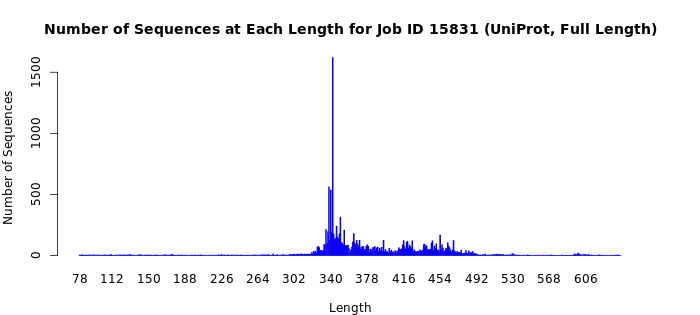 Number of Sequences at Each Length for Job ID 15831 (UniProt, Full Length)
Number of Sequences
1500
1000
500
0
78 112 150 188 226 264 302 340 378 416 454 492 530 568 606
Length